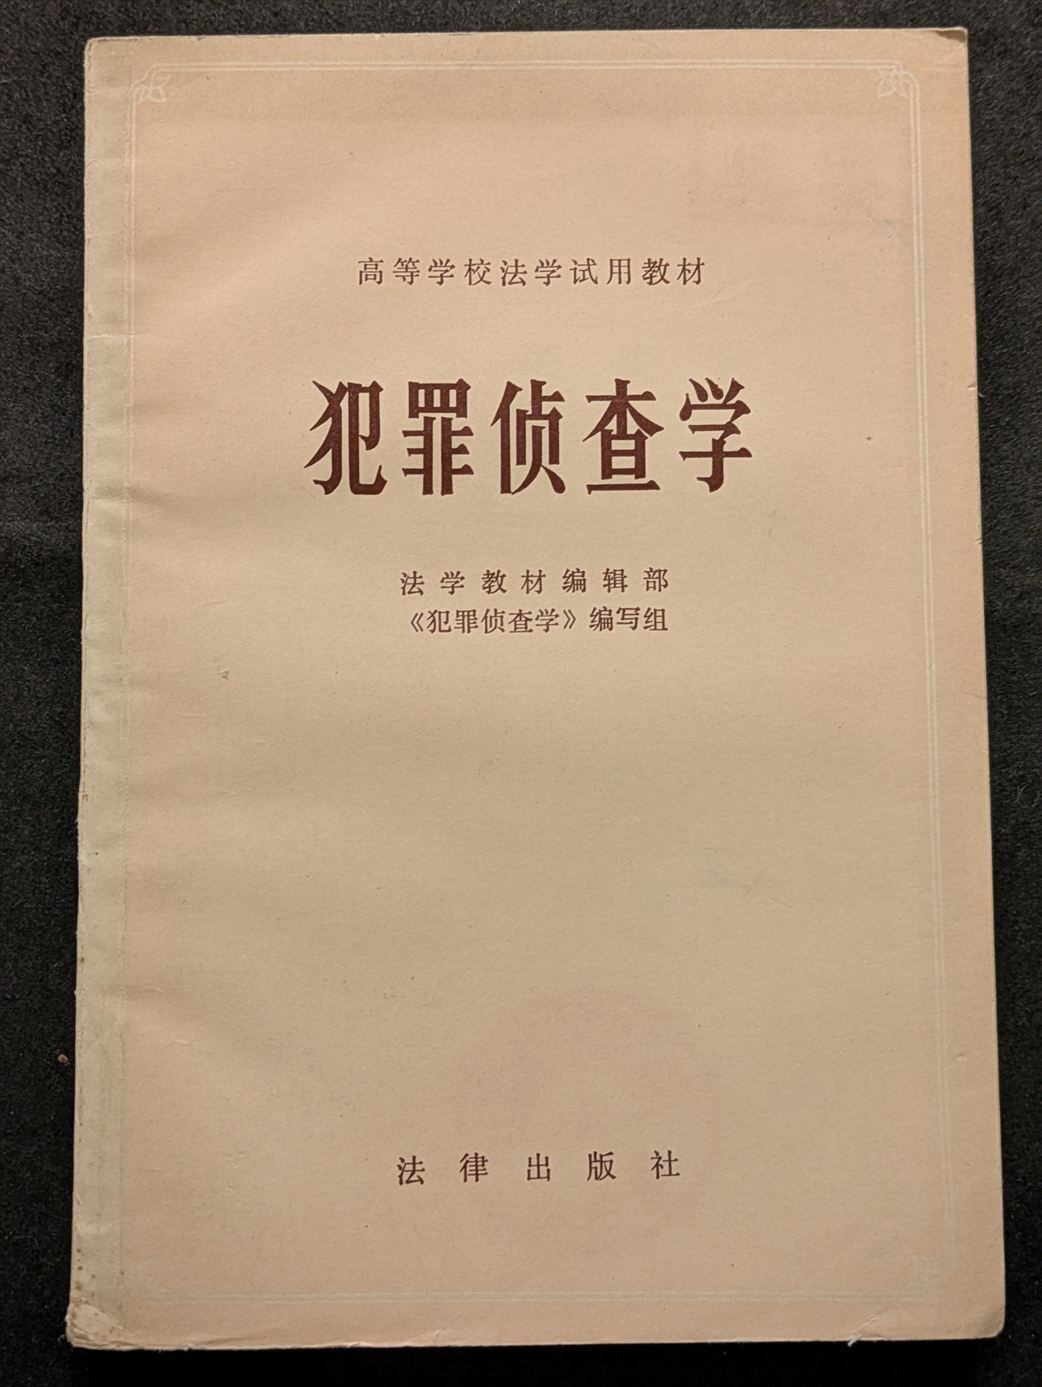 高等学校法学试用教材
犯罪侦查学
法学教材编辑部
《犯罪侦查学》编写组
法律出版社